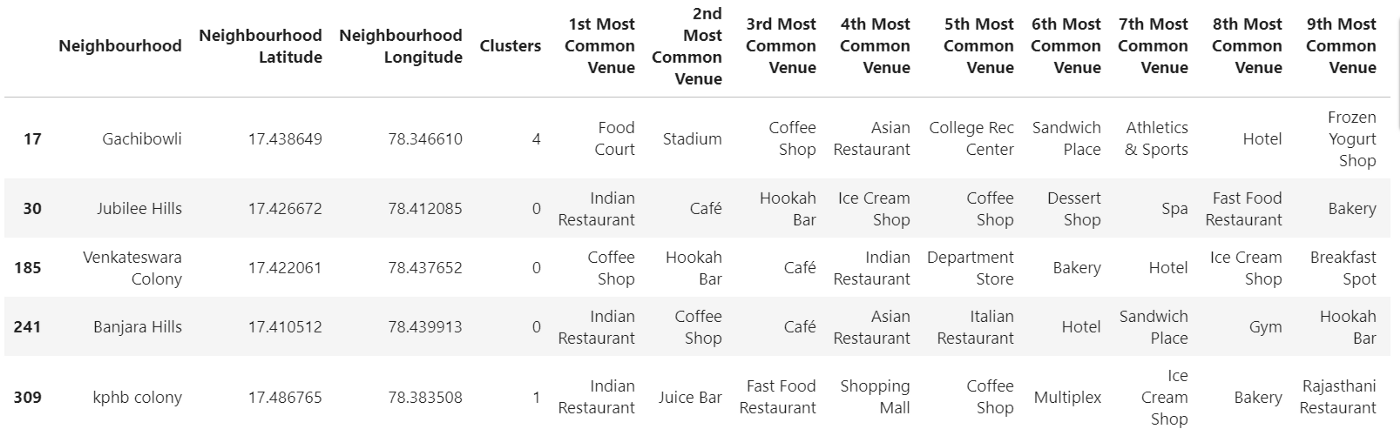 Neighbourhood Neighbourhood Latitude Neighbourhood Longitude Clusters 1st Most Common Venue 2nd Most Common Venue 3rd Most Common Venue 4th Most Common Venue 5th Most Common Venue 6th Most Common Venue 7th Most Common Venue 8th Most Common Venue 9th Most Common Venue
17 Gachibowli 17.438649 78.346610 4 Food Court Stadium Coffee Shop Asian Restaurant College Rec Center Sandwich Place Athletics & Sports Hotel Frozen Yogurt Shop
30 Jubilee Hills 17.426672 78.412085 0 Indian Restaurant Café Hookah Bar Ice Cream Shop Coffee Shop Dessert Shop Spa Fast Food Restaurant Bakery
185 Venkateswara Colony 17.422061 78.437652 0 Coffee Shop Hookah Bar Café Indian Restaurant Department Store Bakery Hotel Ice Cream Shop Breakfast Spot
241 Banjara Hills 17.410512 78.439913 0 Indian Restaurant Coffee Shop Café Asian Restaurant Italian Restaurant Hotel Sandwich Place Gym Hookah Bar
309 kphb colony 17.486765 78.383508 1 Indian Restaurant Juice Bar Fast Food Restaurant Shopping Mall Coffee Shop Multiplex Ice Cream Shop Bakery Rajasthani Restaurant